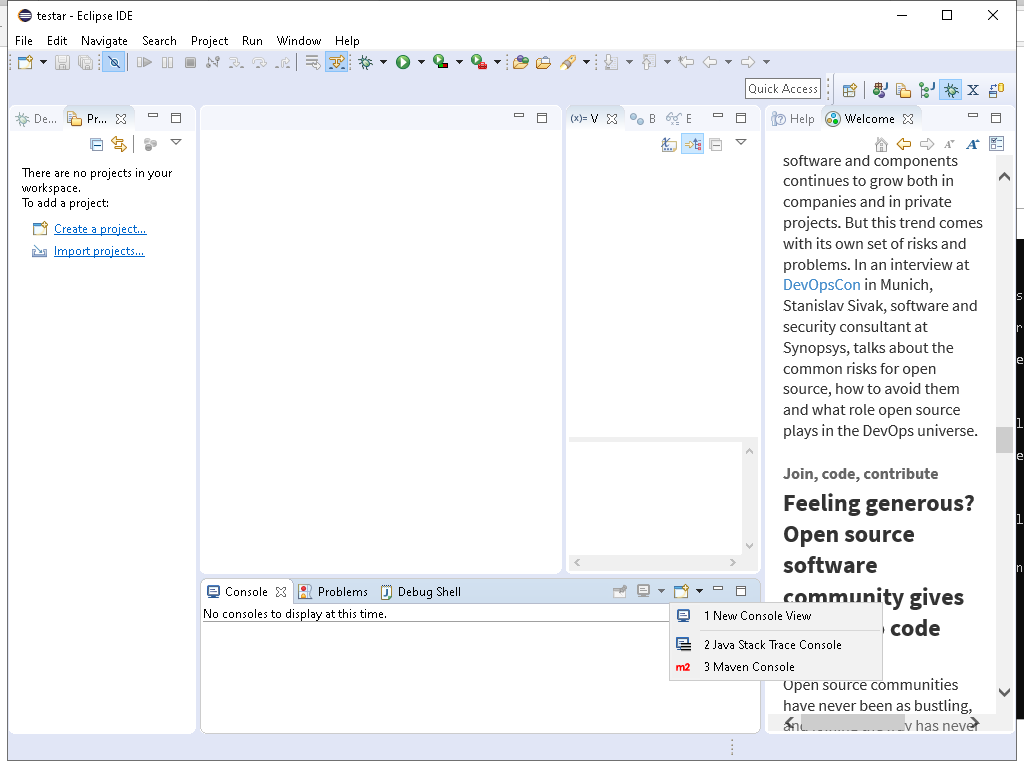 testar - Eclipse IDE
File Edit Navigate Search Project Run Window Help
Quick Access
De... Pr...
(x)= V B E
Help Welcome
There are no projects in your
workspace.
To add a project:
Create a project...
Import projects...
software and components
continues to grow both in
companies and in private
projects. But this trend comes
with its own set of risks and
problems. In an interview at
DevOpsCon in Munich,
Stanislav Sivak, software and
security consultant at
Synopsys, talks about the
common risks for open
source, how to avoid them
and what role open source
plays in the DevOps universe.
Join, code, contribute
Feeling generous?
Open source
software
community gives
code
Open source communities
have never been as bustling,
has never
Console Problems Debug Shell
No consoles to display at this time.
1 New Console View
2 Java Stack Trace Console
m2 3 Maven Console